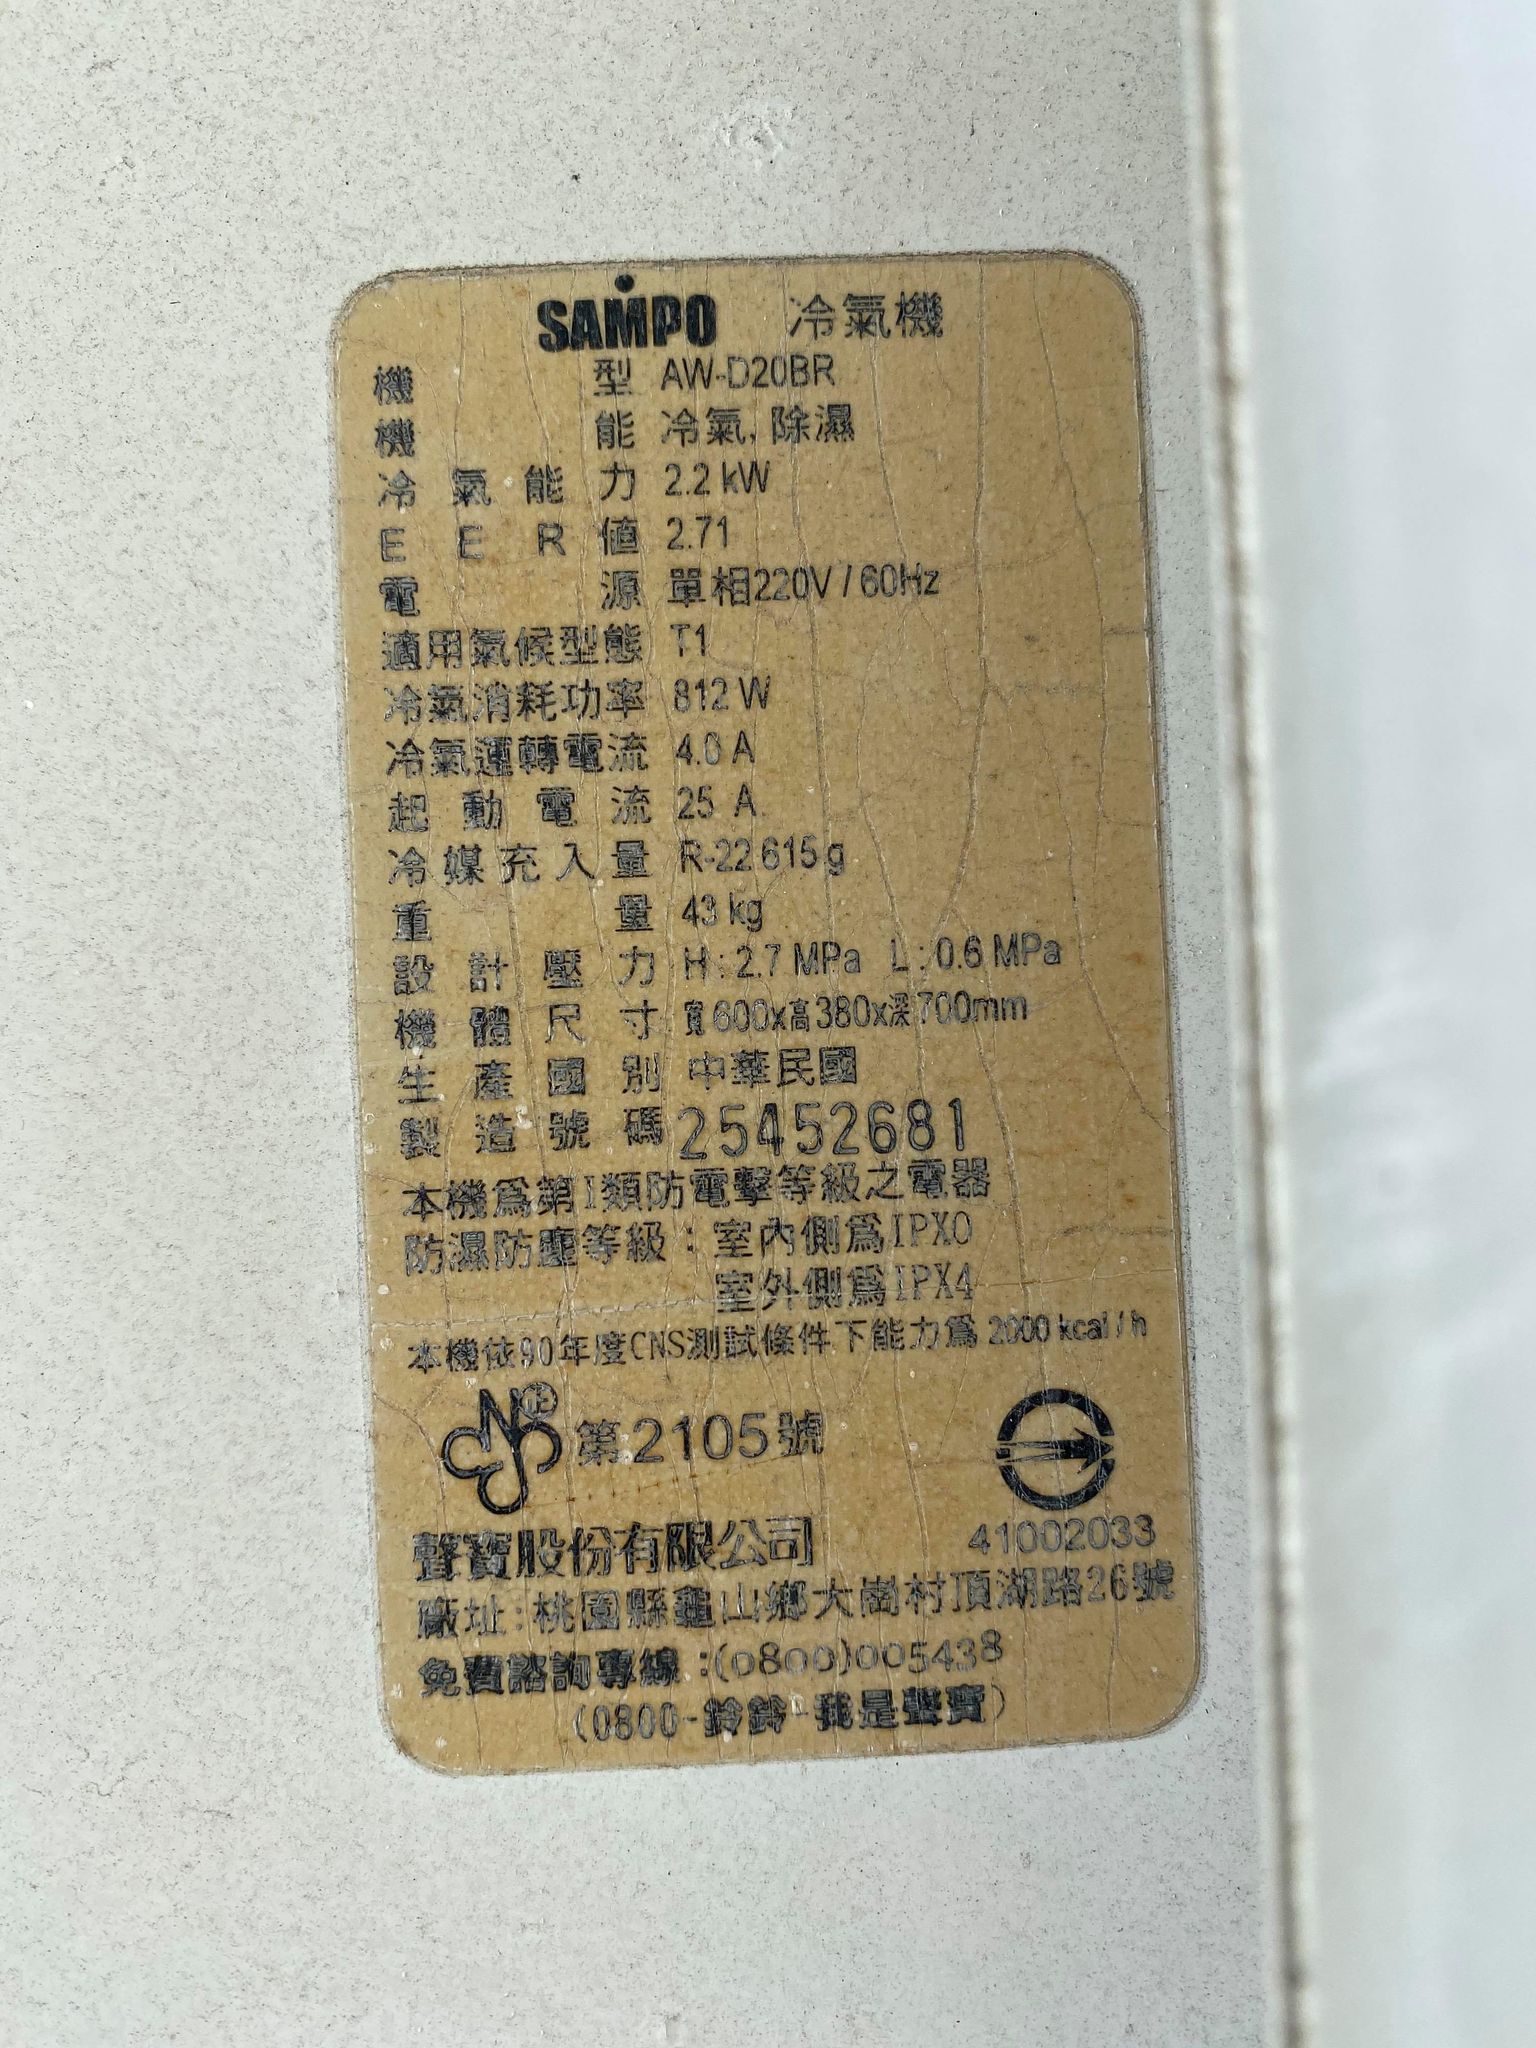 SAMPO 冷氣機
機型 AW-D20BR
機能 冷氣, 除濕
冷氣能力 2.2 kW
EER值 2.71
電源 單相220V / 60Hz
適用氣候型態 T1
冷氣消耗功率 812 W
冷氣運轉電流 4.0 A
起動電流 25 A
冷媒充入量 R-22 615 g
重量 43 kg
設計壓力 H : 2.7 MPa L : 0.6 MPa
機體尺寸 寬600x高380x深700mm
生產國別 中華民國
製造號碼 25452681
本機為第I類防電擊等級之電器
防濕防塵等級 : 室內側為IPX0
室外側為IPX4
本機依90年度CNS測試條件下能力為 2000 kcal / h
CNS 正 第2105號
聲寶股份有限公司 41002033
廠址 : 桃園縣龜山鄉大崗村頂湖路26號
免費諮詢專線 : (0800)005438
(0800-鈴鈴-我是聲寶)